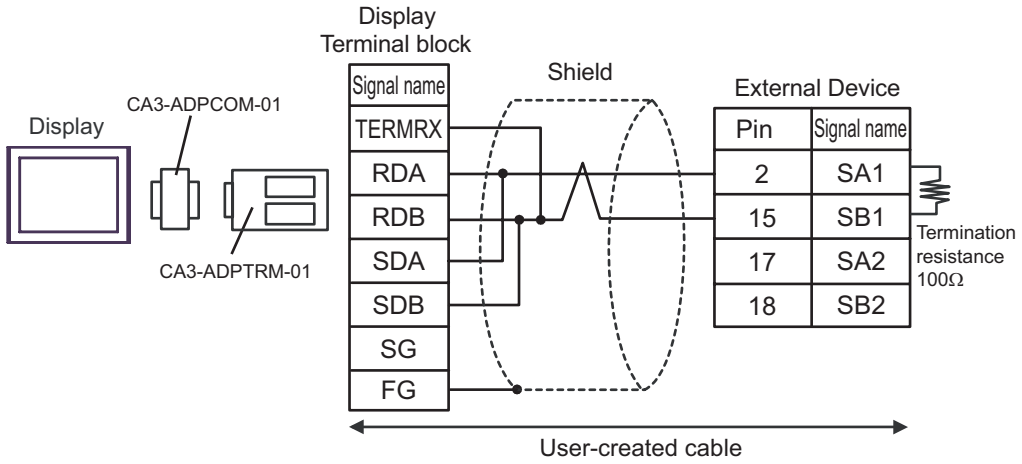 Display
Terminal block
Shield
External Device
CA3-ADPCOM-01
Display
CA3-ADPTRM-01
Signal name
TERMRX
RDA
RDB
SDA
SDB
SG
FG
Pin Signal name
2 SA1
15 SB1
17 SA2
18 SB2
Termination
resistance
100Ω
User-created cable